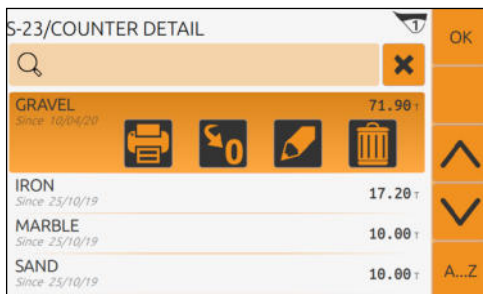 S-23/COUNTER DETAIL
1
OK
GRAVEL 71.90 T
Since 10/04/20
0
IRON 17.20 T
Since 25/10/19
MARBLE 10.00 T
Since 25/10/19
SAND 10.00 T
Since 25/10/19
A...Z